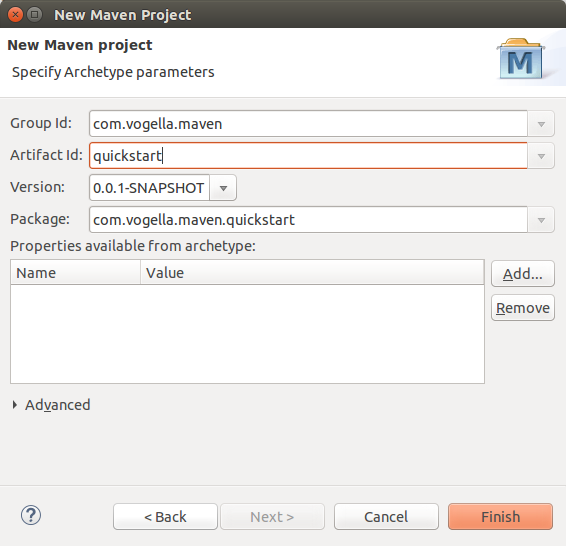 New Maven Project
New Maven project
Specify Archetype parameters
M
Group Id: com.vogella.maven
Artifact Id: quickstart
Version: 0.0.1-SNAPSHOT
Package: com.vogella.maven.quickstart
Properties available from archetype:
Name Value
Add...
Remove
Advanced
? < Back Next > Cancel Finish